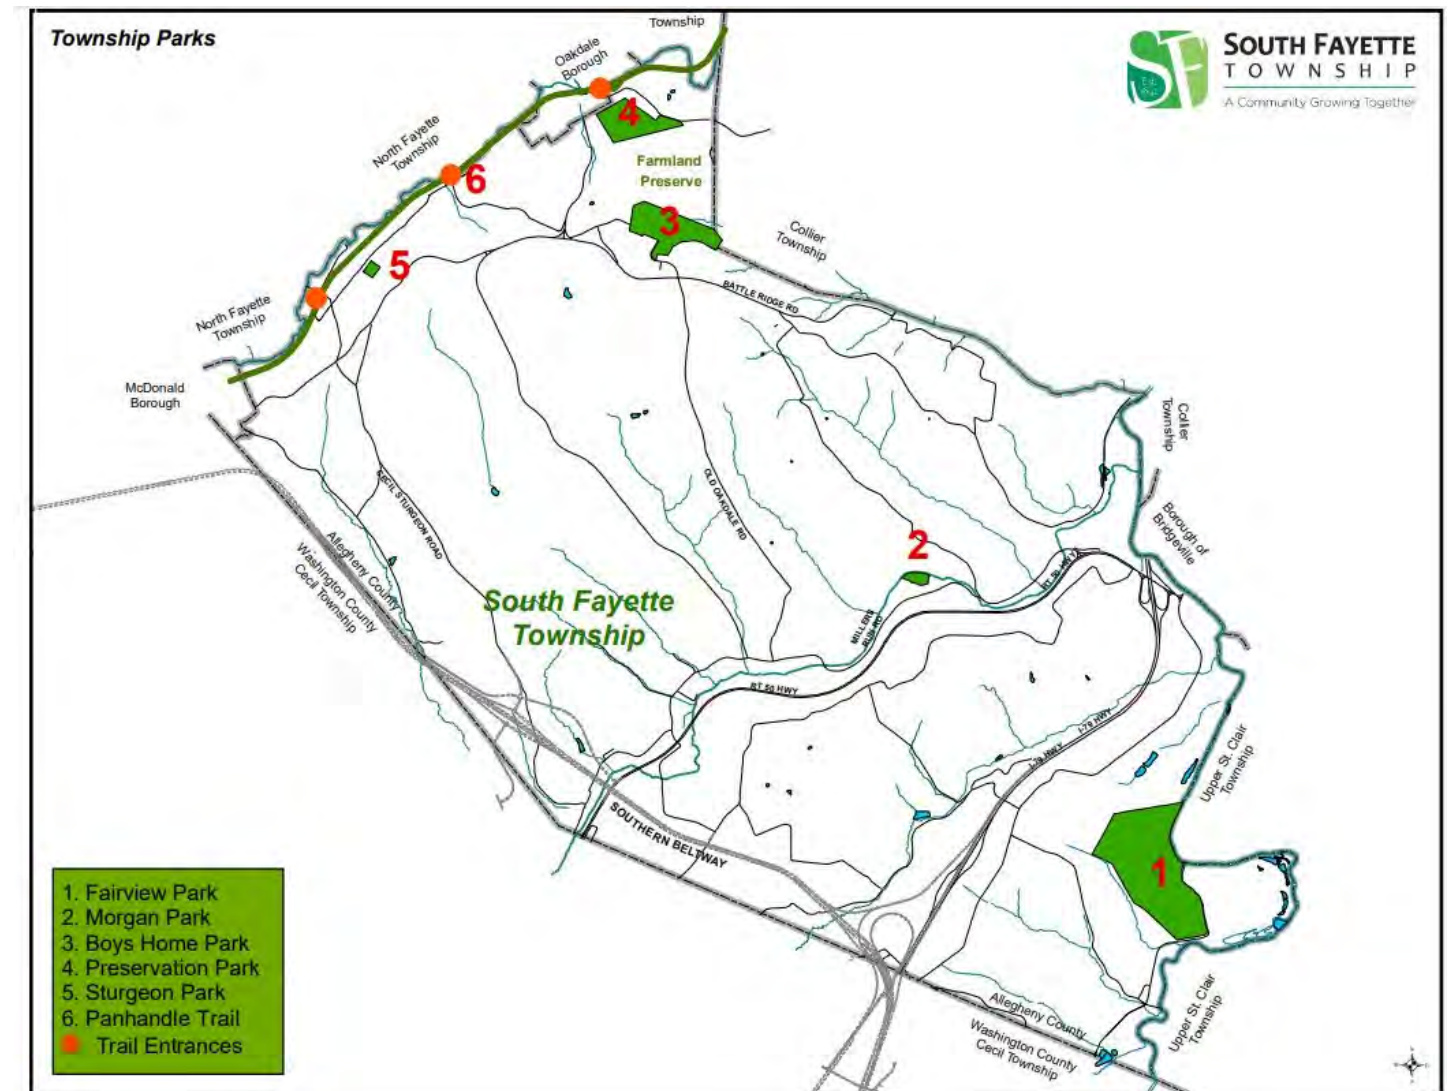 Township Parks
Township
SOUTH FAYETTE
TOWNSHIP
A Community Growing Together
SF
Oakdale
Borough
4
North Fayette
Township
6
Farmland
Preserve
3
Collier
Township
5
BATTLE RIDGE RD
North Fayette
Township
McDonald
Borough
Collier
Township
CECIL STURGEON ROAD
OLD OAKDALE RD
Borough of
Bridgeville
Allegheny County
Washington County
Cecil Township
2
RT 50 HWY
South Fayette
Township
MILLERS
RUN RD
RT 50 HWY
I-79 HWY
I-79 HWY
Upper St. Clair
Township
SOUTHERN BELTWAY
1
1. Fairview Park
2. Morgan Park
3. Boys Home Park
4. Preservation Park
5. Sturgeon Park
6. Panhandle Trail
Trail Entrances
Allegheny County
Washington County
Cecil Township
Upper St. Clair
Township